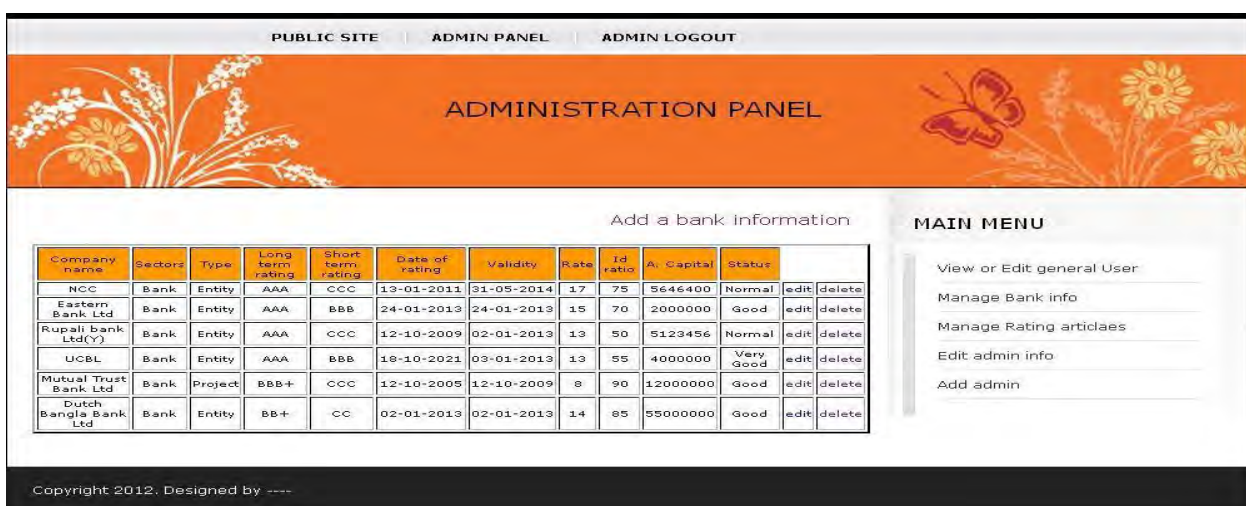 PUBLIC SITE ADMIN PANEL ADMIN LOGOUT
ADMINISTRATION PANEL
Add a bank information
Company name Sectors Type Long term rating Short term rating Date of rating Validity Rate Id ratio A. Capital Status
NCC Bank Entity AAA CCC 13-01-2011 31-05-2014 17 75 5646400 Normal edit delete
Eastern Bank Ltd Bank Entity AAA BBB 24-01-2013 24-01-2013 15 70 2000000 Good edit delete
Rupali bank Ltd(Y) Bank Entity AAA CCC 12-10-2009 02-01-2013 13 50 5123456 Normal edit delete
UCBL Bank Entity AAA BBB 18-10-2021 03-01-2013 13 55 4000000 Very Good edit delete
Mutual Trust Bank Ltd Bank Project BBB+ CCC 12-10-2005 12-10-2009 8 90 12000000 Good edit delete
Dutch Bangla Bank Ltd Bank Entity BB+ CC 02-01-2013 02-01-2013 14 85 55000000 Good edit delete
MAIN MENU
View or Edit general User
Manage Bank info
Manage Rating articlaes
Edit admin info
Add admin
Copyright 2012. Designed by ----